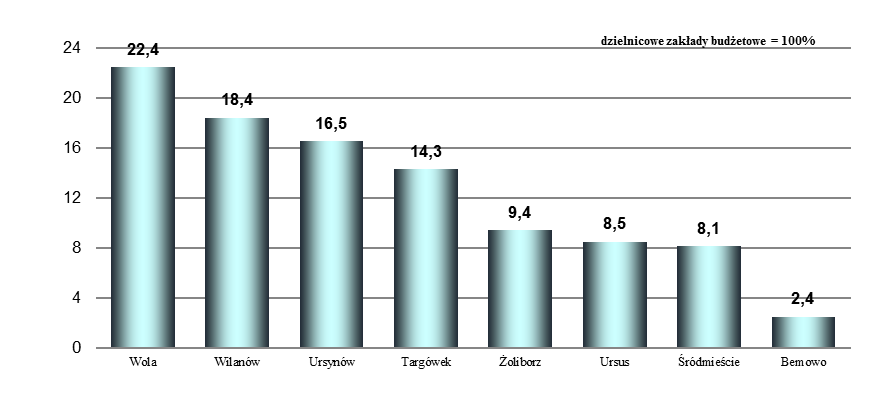 dzielnicowe zakłady budżetowe = 100%
24
20
16
12
8
4
0
22,4
18,4
16,5
14,3
9,4
8,5
8,1
2,4
Wola
Wilanów
Ursynów
Targówek
Żoliborz
Ursus
Śródmieście
Bemowo